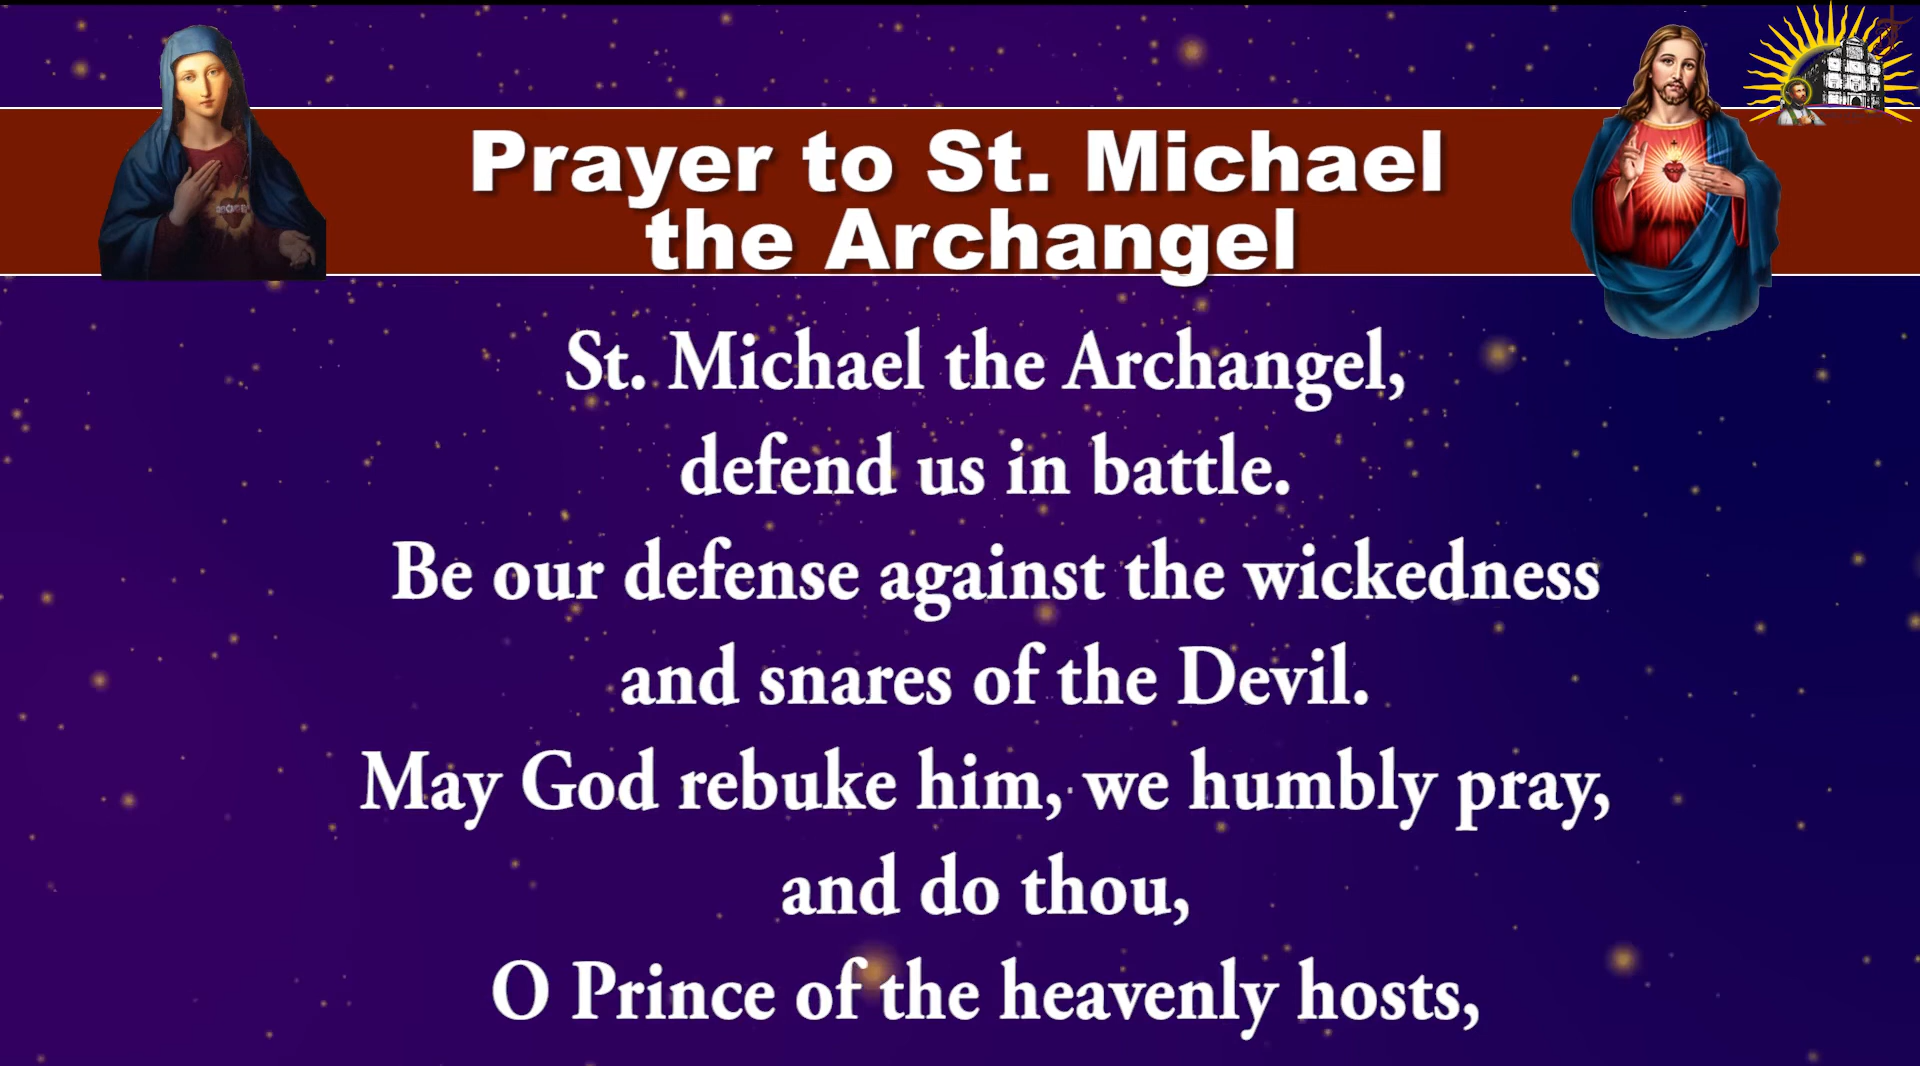 Prayer to St. Michael
the Archangel
St. Michael the Archangel,
defend us in battle.
Be our defense against the wickedness
and snares of the Devil.
May God rebuke him, we humbly pray,
and do thou,
O Prince of the heavenly hosts,